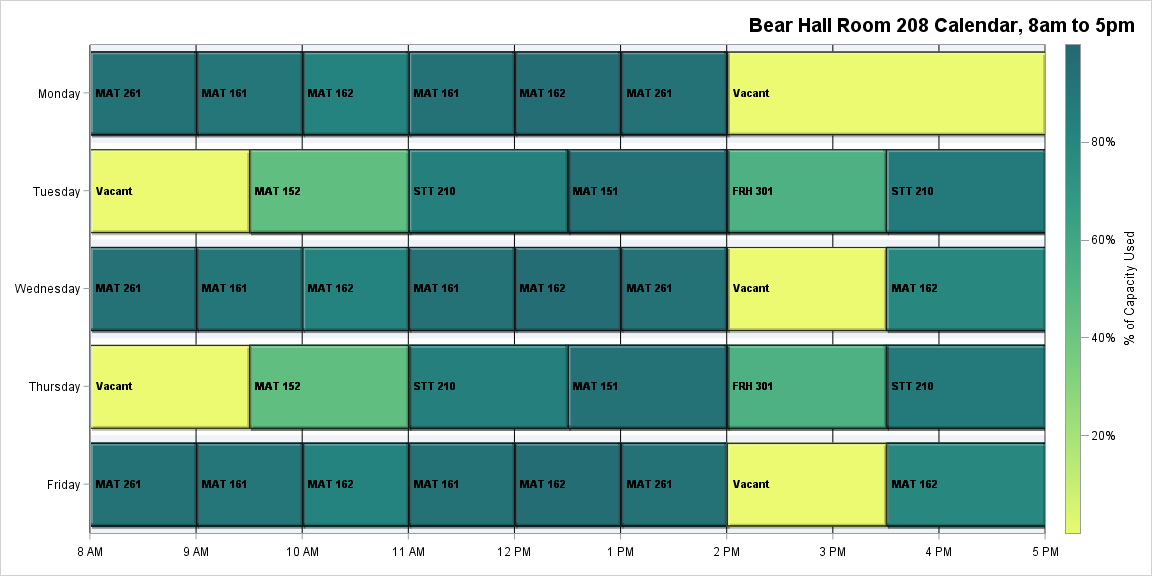 Bear Hall Room 208 Calendar, 8am to 5pm
Monday MAT 261 MAT 161 MAT 162 MAT 161 MAT 162 MAT 261 Vacant
80%
Tuesday Vacant MAT 152 STT 210 MAT 151 FRH 301 STT 210
60%
Wednesday MAT 261 MAT 161 MAT 162 MAT 161 MAT 162 MAT 261 Vacant MAT 162
% of Capacity Used
40%
Thursday Vacant MAT 152 STT 210 MAT 151 FRH 301 STT 210
20%
Friday MAT 261 MAT 161 MAT 162 MAT 161 MAT 162 MAT 261 Vacant MAT 162
8 AM 9 AM 10 AM 11 AM 12 PM 1 PM 2 PM 3 PM 4 PM 5 PM